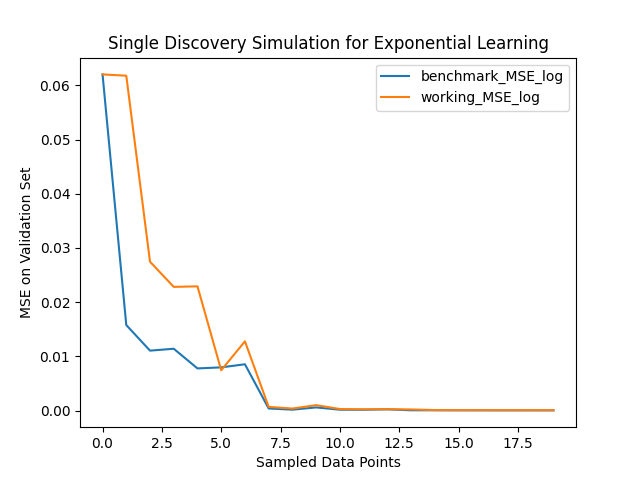 Single Discovery Simulation for Exponential Learning
benchmark_MSE_log
working_MSE_log
MSE on Validation Set
0.06
0.05
0.04
0.03
0.02
0.01
0.00
0.0 2.5 5.0 7.5 10.0 12.5 15.0 17.5
Sampled Data Points